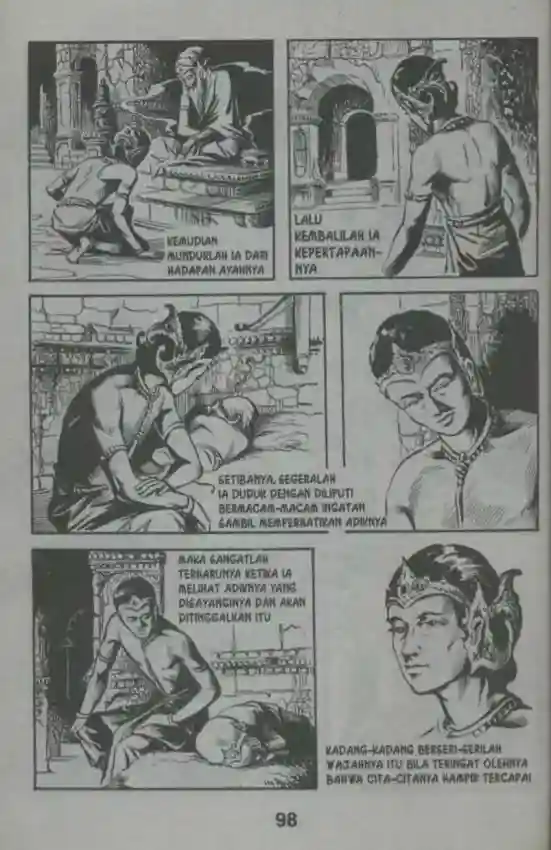 KEMUDIAN
MUNDURLAH IA DARI
HADAPAN AYAHNYA
LALU
KEMBALILAH IA
KEPERTAPAAN-
NYA
SETIBANYA, SEGERALAH
IA DUDUK DENGAN DILIPUTI
BERMACAM-MACAM INGATAN
SAMBIL MEMPERHATIKAN ADIKNYA
MAKA SANGATLAH
TERHARUNYA KETIKA IA
MELIHAT ADIKNYA YANG
DISAYANGINYA DAN AKAN
DITINGGALKAN ITU
KADANG-KADANG BERSERI-SERILAH
WAJAHNYA ITU BILA TERINGAT OLEHNYA
BAHWA CITA-CITANYA HAMPIR TERCAPAI
98